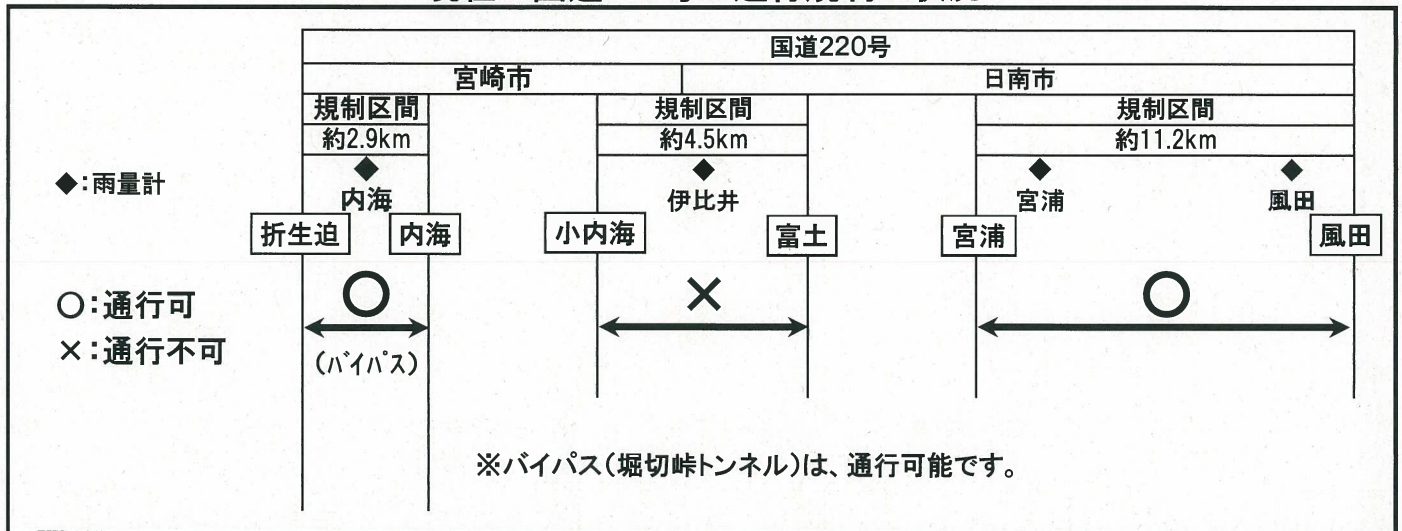 国道220号
宮崎市
日南市
規制区間
規制区間
規制区間
約2.9km
約4.5km
約11.2km
◆:雨量計
内海
伊比井
宮浦
風田
折生迫
内海
小内海
富土
宮浦
風田
○:通行可
×:通行不可
○
×
○
(バイパス)
※バイパス(堀切峠トンネル)は、通行可能です。